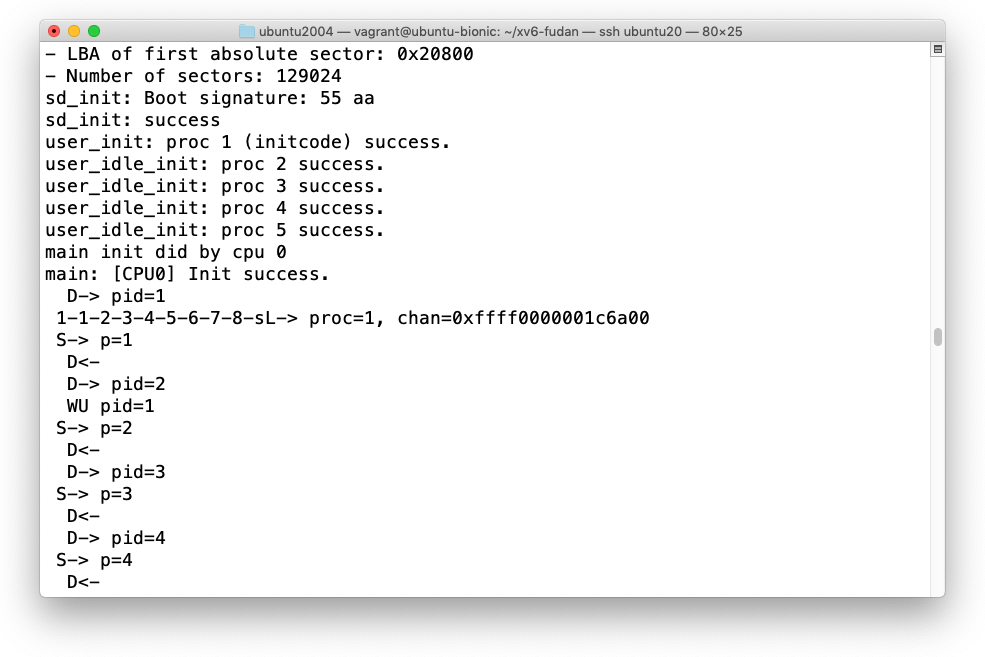 ubuntu2004 — vagrant@ubuntu-bionic: ~/xv6-fudan — ssh ubuntu20 — 80×25
- LBA of first absolute sector: 0x20800
- Number of sectors: 129024
sd_init: Boot signature: 55 aa
sd_init: success
user_init: proc 1 (initcode) success.
user_idle_init: proc 2 success.
user_idle_init: proc 3 success.
user_idle_init: proc 4 success.
user_idle_init: proc 5 success.
main init did by cpu 0
main: [CPU0] Init success.
  D-> pid=1
 1-1-2-3-4-5-6-7-8-sL-> proc=1, chan=0xffff0000001c6a00
 S-> p=1
  D<-
  D-> pid=2
  WU pid=1
 S-> p=2
  D<-
  D-> pid=3
 S-> p=3
  D<-
  D-> pid=4
 S-> p=4
  D<-